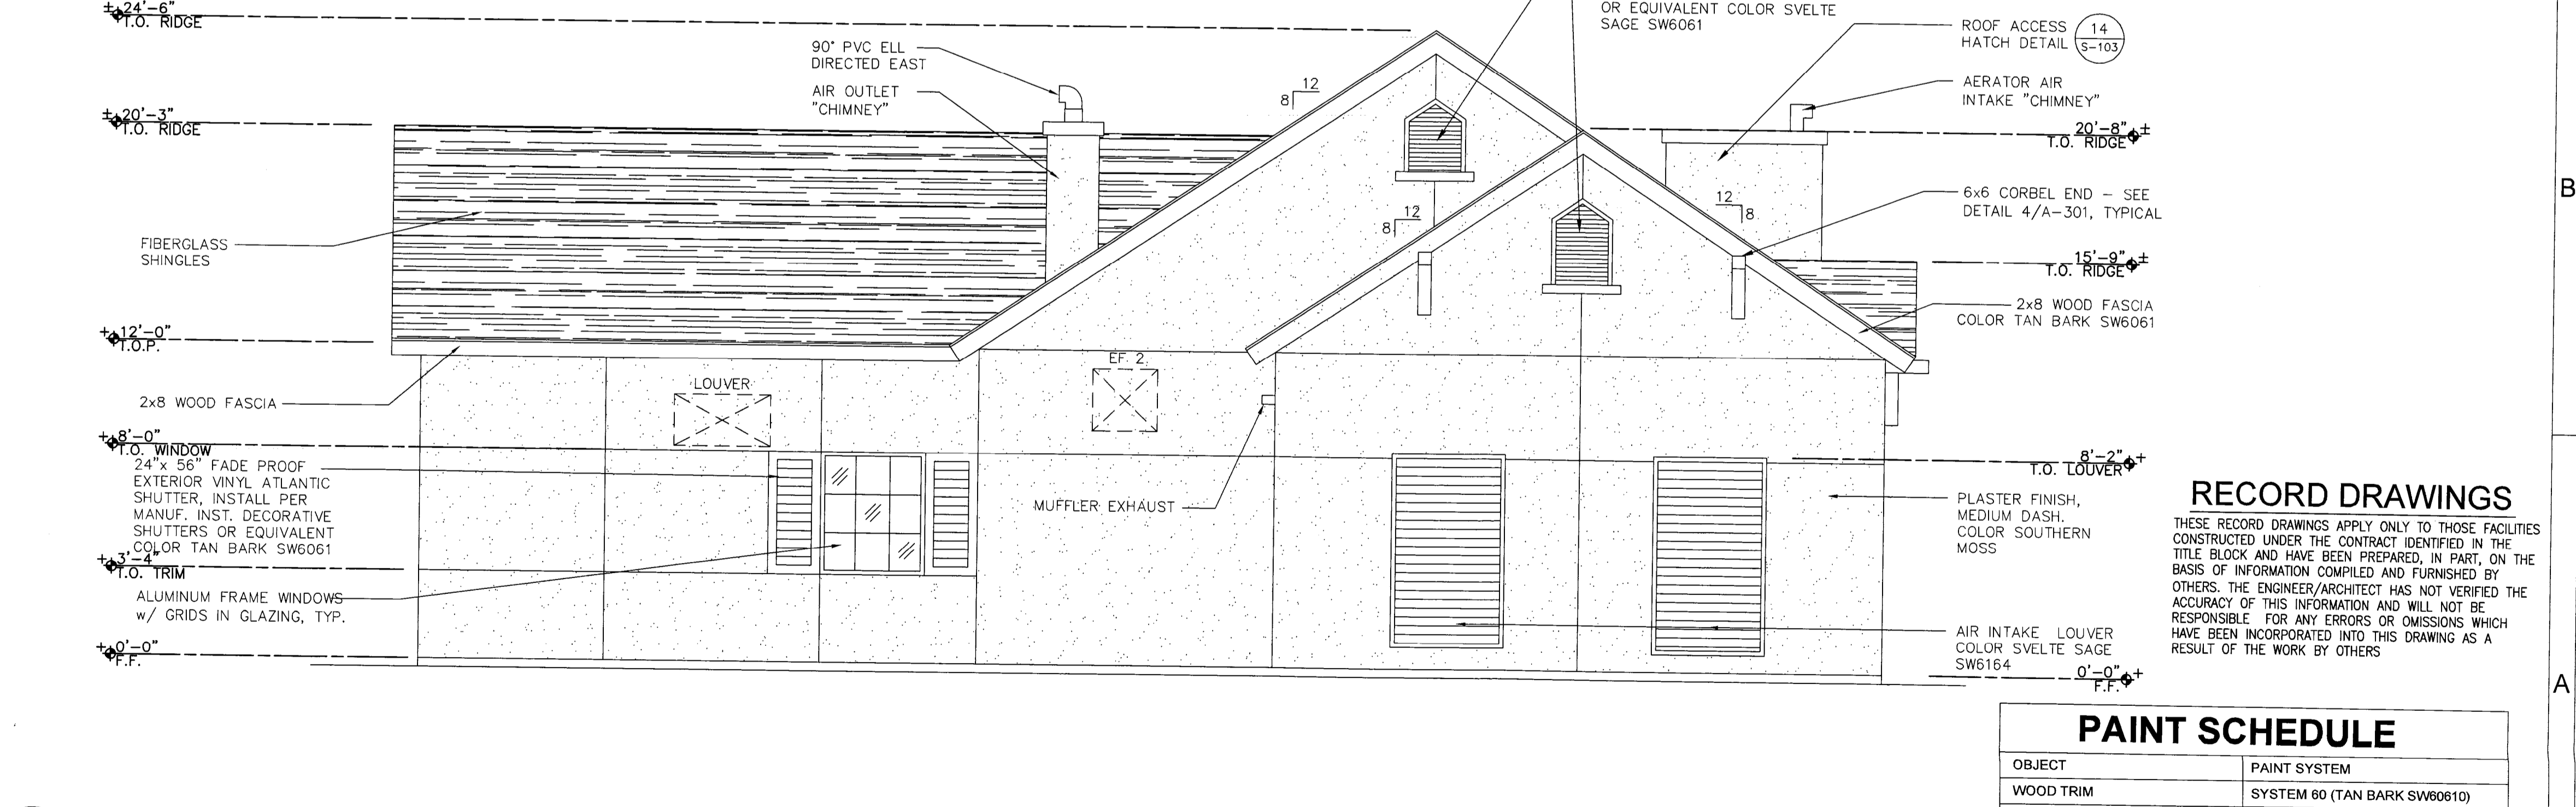 ±24'-6"
T.O. RIDGE
90° PVC ELL
DIRECTED EAST
AIR OUTLET
"CHIMNEY"
12
8
OR EQUIVALENT COLOR SVELTE
SAGE SW6061
ROOF ACCESS
HATCH DETAIL
14
S-103
AERATOR AIR
INTAKE "CHIMNEY"
±20'-3"
T.O. RIDGE
20'-8" ±
T.O. RIDGE
B
6x6 CORBEL END - SEE
DETAIL 4/A-301, TYPICAL
12
8
12
8
FIBERGLASS
SHINGLES
15'-9" ±
T.O. RIDGE
2x8 WOOD FASCIA
COLOR TAN BARK SW6061
±12'-0"
T.O.P.
2x8 WOOD FASCIA
LOUVER
EF. 2
±8'-0"
T.O. WINDOW
24"x 56" FADE PROOF
EXTERIOR VINYL ATLANTIC
SHUTTER, INSTALL PER
MANUF. INST. DECORATIVE
SHUTTERS OR EQUIVALENT
COLOR TAN BARK SW6061
±3'-4"
T.O. TRIM
ALUMINUM FRAME WINDOWS
w/ GRIDS IN GLAZING, TYP.
±0'-0"
F.F.
MUFFLER EXHAUST
8'-2" ±
T.O. LOUVER
PLASTER FINISH,
MEDIUM DASH.
COLOR SOUTHERN
MOSS
AIR INTAKE LOUVER
COLOR SVELTE SAGE
SW6164
0'-0" ±
F.F.
RECORD DRAWINGS
THESE RECORD DRAWINGS APPLY ONLY TO THOSE FACILITIES
CONSTRUCTED UNDER THE CONTRACT IDENTIFIED IN THE
TITLE BLOCK AND HAVE BEEN PREPARED, IN PART, ON THE
BASIS OF INFORMATION COMPILED AND FURNISHED BY
OTHERS. THE ENGINEER/ARCHITECT HAS NOT VERIFIED THE
ACCURACY OF THIS INFORMATION AND WILL NOT BE
RESPONSIBLE FOR ANY ERRORS OR OMISSIONS WHICH
HAVE BEEN INCORPORATED INTO THIS DRAWING AS A
RESULT OF THE WORK BY OTHERS
A
PAINT SCHEDULE
OBJECT PAINT SYSTEM
WOOD TRIM SYSTEM 60 (TAN BARK SW60610)